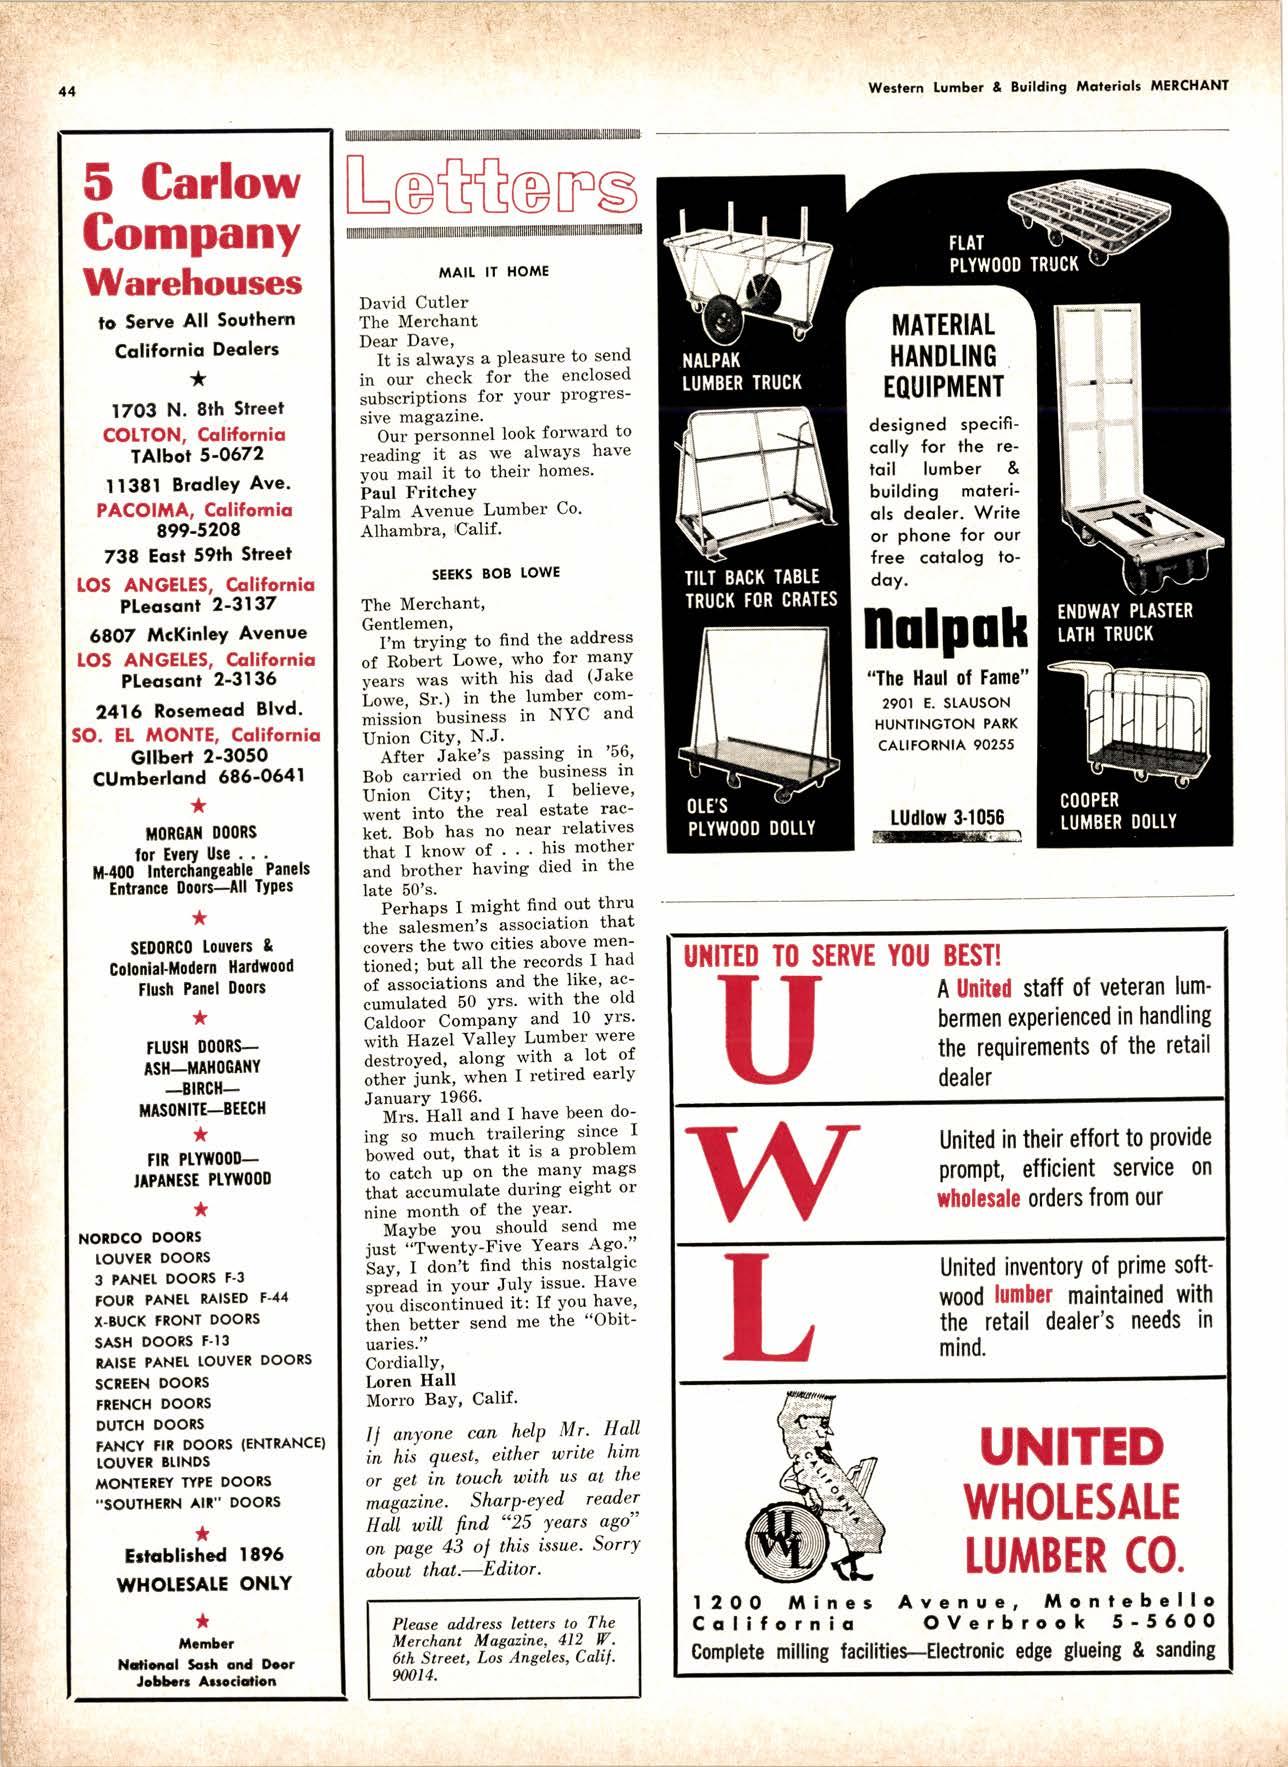 44
Western Lumber & Building Materials MERCHANT
5 Carlow
Company
Warehouses
to Serve All Southern
California Dealers
1703 N. 8th Street
COLTON, California
TAlbot 5-0672
11381 Bradley Ave.
PACOIMA, California
899-5208
738 East 59th Street
LOS ANGELES, California
PLeasant 2-3137
6807 McKinley Avenue
LOS ANGELES, California
PLeasant 2-3136
2416 Rosemead Blvd.
SO. EL MONTE, California
GIlbert 2-3050
CUmberland 686-0641
MORGAN DOORS
for Every Use . . .
M-400 Interchangeable Panels
Entrance Doors—All Types
SEDORCO Louvers &
Colonial-Modern Hardwood
Flush Panel Doors
FLUSH DOORS—
ASH—MAHOGANY
—BIRCH—
MASONITE—BEECH
FIR PLYWOOD—
JAPANESE PLYWOOD
NORDCO DOORS
LOUVER DOORS
3 PANEL DOORS F-3
FOUR PANEL RAISED F-44
X-BUCK FRONT DOORS
SASH DOORS F-13
RAISE PANEL LOUVER DOORS
SCREEN DOORS
FRENCH DOORS
DUTCH DOORS
FANCY FIR DOORS (ENTRANCE)
LOUVER BLINDS
MONTEREY TYPE DOORS
"SOUTHERN AIR" DOORS
Established 1896
WHOLESALE ONLY
Member
National Sash and Door
Jobbers Association
Letters
MAIL IT HOME
David Cutler
The Merchant
Dear Dave,
It is always a pleasure to send
in our check for the enclosed
subscriptions for your progres-
sive magazine.
Our personnel look forward to
reading it as we always have
you mail it to their homes.
Paul Fritchey
Palm Avenue Lumber Co.
Alhambra, Calif.
SEEKS BOB LOWE
The Merchant,
Gentlemen,
I'm trying to find the address
of Robert Lowe, who for many
years was with his dad (Jake
Lowe, Sr.) in the lumber com-
mission business in NYC and
Union City, N.J.
After Jake's passing in '56,
Bob carried on the business in
Union City; then, I believe,
went into the real estate rac-
ket. Bob has no near relatives
that I know of . . . his mother
and brother having died in the
late 50's.
Perhaps I might find out thru
the salesmen's association that
covers the two cities above men-
tioned; but all the records I had
of associations and the like, ac-
cumulated 50 yrs. with the old
Caldoor Company and 10 yrs.
with Hazel Valley Lumber were
destroyed, along with a lot of
other junk, when I retired early
January 1966.
Mrs. Hall and I have been do-
ing so much trailering since I
bowed out, that it is a problem
to catch up on the many mags
that accumulate during eight or
nine month of the year.
Maybe you should send me
just "Twenty-Five Years Ago."
Say, I don't find this nostalgic
spread in your July issue. Have
you discontinued it: If you have,
then better send me the "Obit-
uaries."
Cordially,
Loren Hall
Morro Bay, Calif.
If anyone can help Mr. Hall
in his quest, either write him
or get in touch with us at the
magazine. Sharp-eyed reader
Hall will find "25 years ago"
on page 43 of this issue. Sorry
about that.—Editor.
Please address letters to The
Merchant Magazine, 412 W.
6th Street, Los Angeles, Calif.
90014.
NALPAK
LUMBER TRUCK
TILT BACK TABLE
TRUCK FOR CRATES
OLE'S
PLYWOOD DOLLY
FLAT
PLYWOOD TRUCK
MATERIAL
HANDLING
EQUIPMENT
designed specifi-
cally for the re-
tail lumber &
building materi-
als dealer. Write
or phone for our
free catalog to-
day.
Nalpak
"The Haul of Fame"
2901 E. SLAUSON
HUNTINGTON PARK
CALIFORNIA 90255
LUdlow 3-1056
ENDWAY PLASTER
LATH TRUCK
COOPER
LUMBER DOLLY
UNITED TO SERVE YOU BEST!
U
A United staff of veteran lum-
bermen experienced in handling
the requirements of the retail
dealer
W
United in their effort to provide
prompt, efficient service on
wholesale orders from our
L
United inventory of prime soft-
wood lumber maintained with
the retail dealer's needs in
mind.
CALIFORNIA
UWL
UNITED
WHOLESALE
LUMBER CO.
1200 Mines Avenue, Montebello
California OVerbrook 5-5600
Complete milling facilities—Electronic edge glueing & sanding